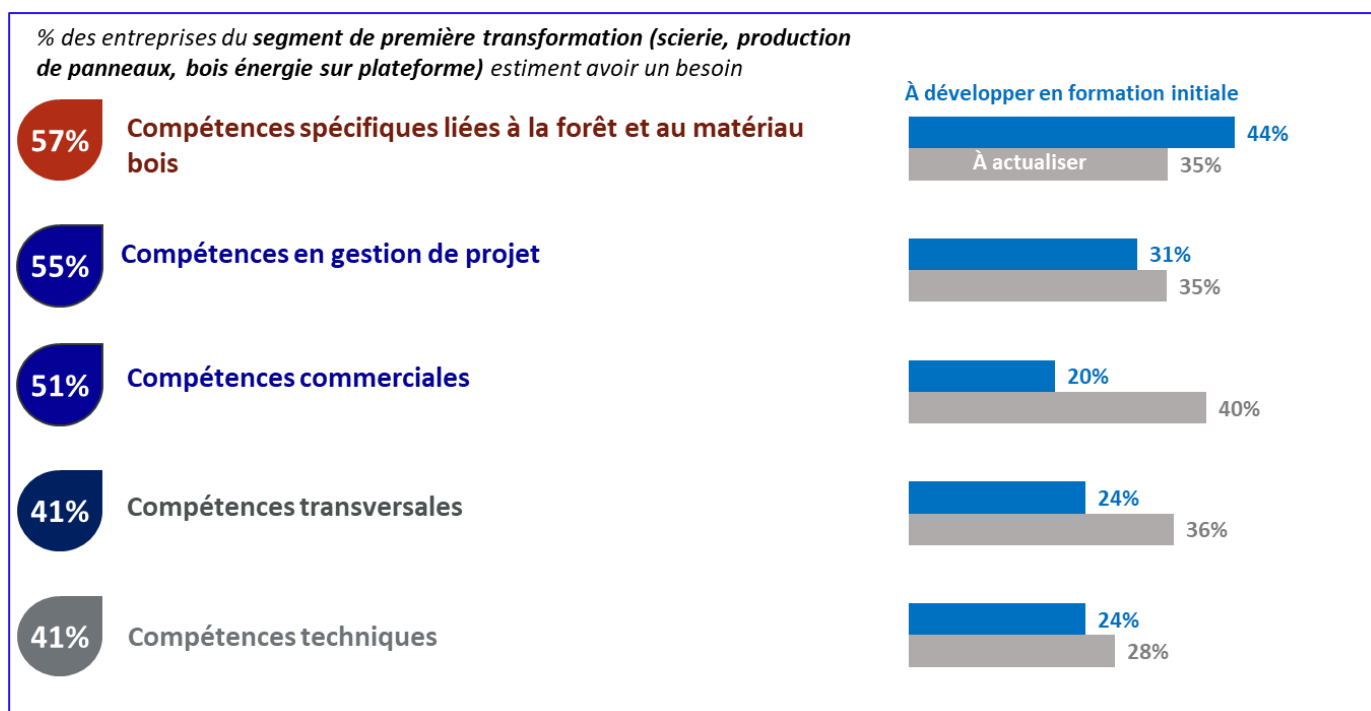 % des entreprises du segment de première transformation (scierie, production
de panneaux, bois énergie sur plateforme) estiment avoir un besoin
À développer en formation initiale
57%
Compétences spécifiques liées à la forêt et au matériau
bois
44%
À actualiser
35%
55%
Compétences en gestion de projet
31%
35%
51%
Compétences commerciales
20%
40%
41%
Compétences transversales
24%
36%
41%
Compétences techniques
24%
28%